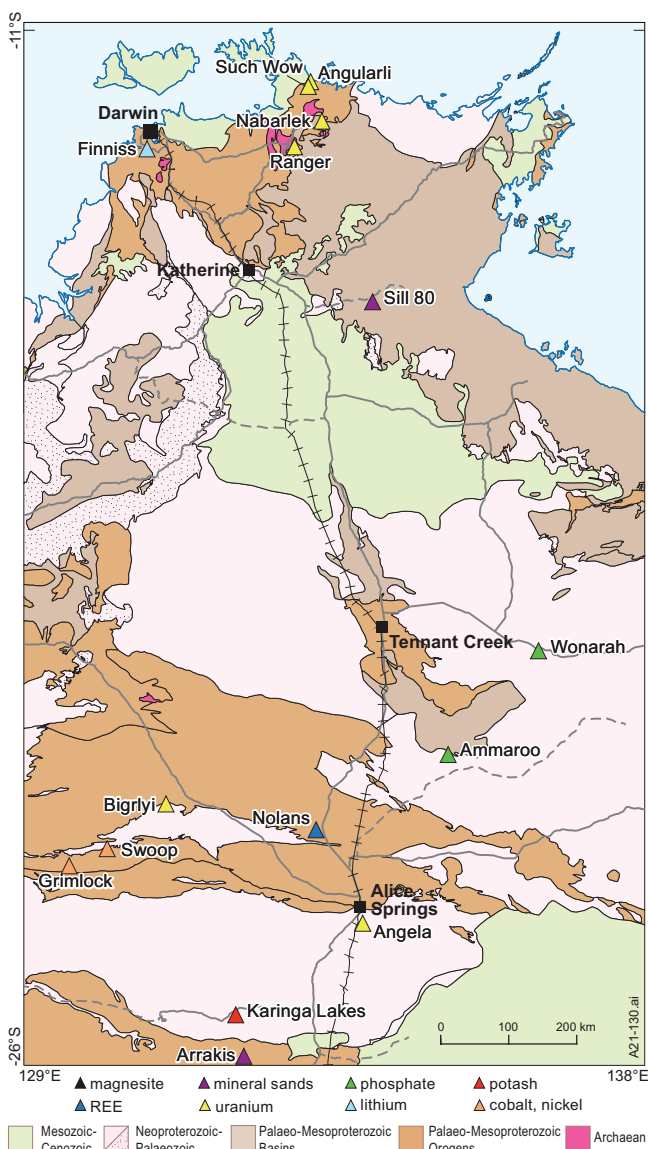 -11°S
Such Wow
Angularli
Darwin
Nabarlek
Finniss
Ranger
Katherine
Sill 80
Tennant Creek
Wonarah
Ammaroo
Bigrlyi
Nolans
Swoop
Grimlock
Alice
Springs
Angela
Karinga Lakes
0 100 200 km
Arrakis
A21-130.ai
-26°S
129°E
138°E
magnesite mineral sands phosphate potash
REE uranium lithium cobalt, nickel
Mesozoic- Neoproterozoic- Palaeo-Mesoproterozoic Palaeo-Mesoproterozoic Archaean
Cenozoic Palaeozoic Basins Orogens